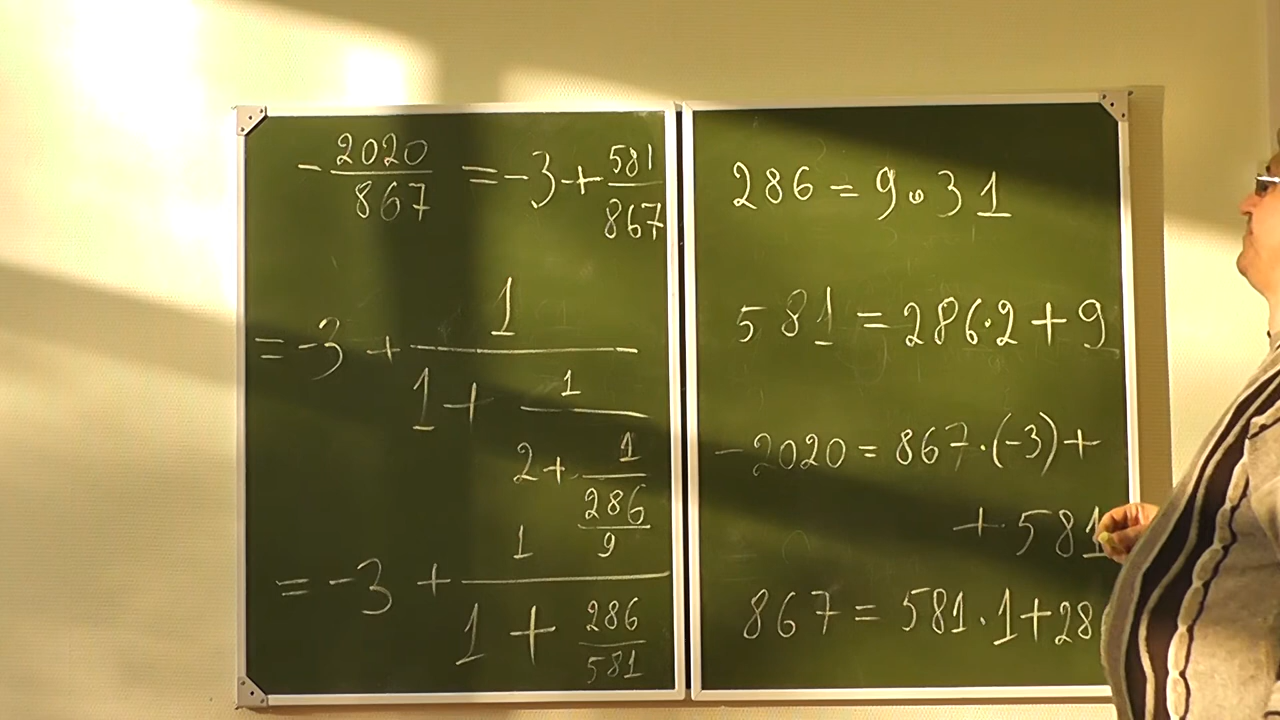 -2020/867 = -3 + 581/867
= -3 + 1/(1 + 1/(2 + 1/(286/9)))
= -3 + 1/(1 + 286/581)
286 = 9 · 31
581 = 286·2 + 9
-2020 = 867·(-3) +
+ 581
867 = 581·1 + 28